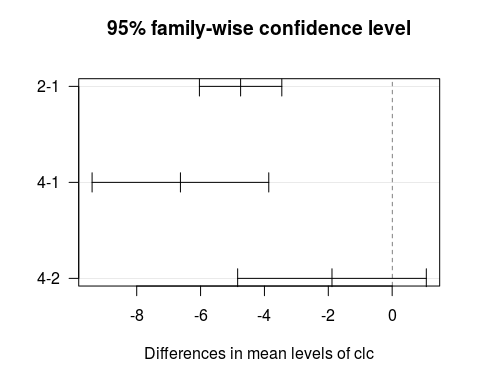 95% family-wise confidence level
2-1
4-1
4-2
-8 -6 -4 -2 0
Differences in mean levels of clc